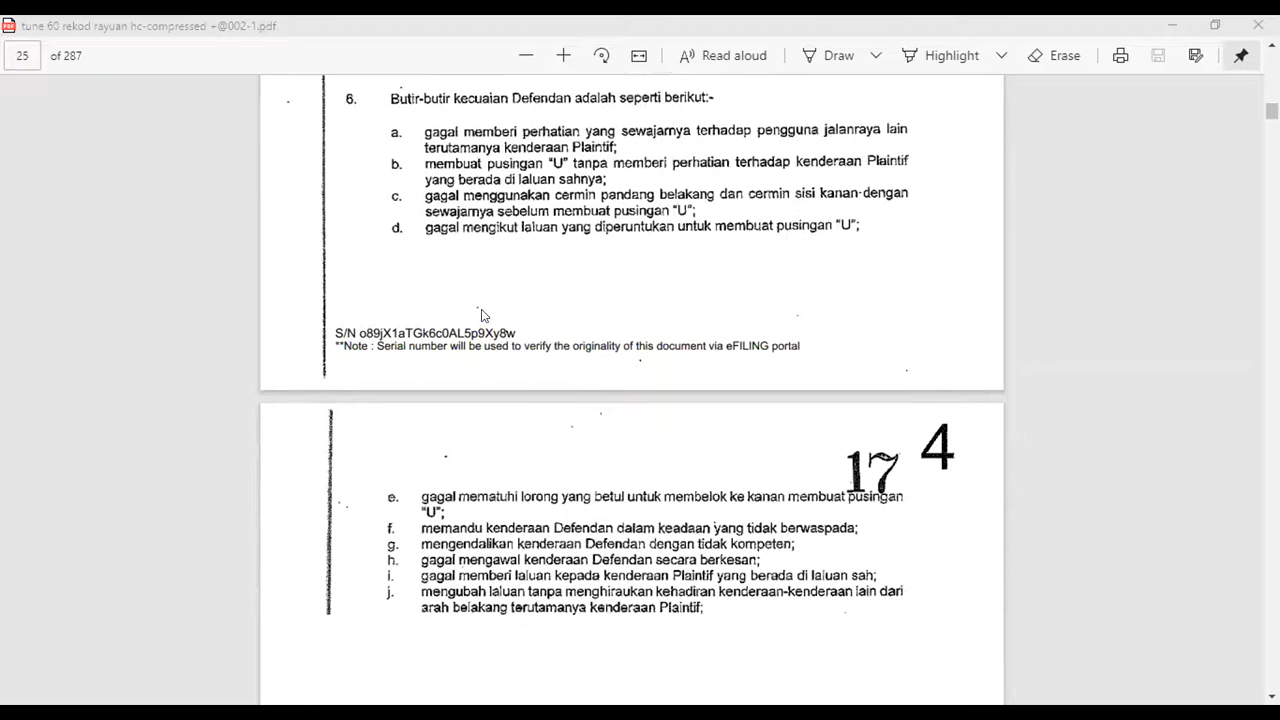 tune 60 rekod rayuan hc-compressed +@002-1.pdf
25 of 287
Read aloud
Draw
Highlight
Erase
6. Butir-butir kecuaian Defendan adalah seperti berikut:-
a. gagal memberi perhatian yang sewajarnya terhadap pengguna jalanraya lain
terutamanya kenderaan Plaintif;
b. membuat pusingan "U" tanpa memberi perhatian terhadap kenderaan Plaintif
yang berada di laluan sahnya;
c. gagal menggunakan cermin pandang belakang dan cermin sisi kanan dengan
sewajarnya sebelum membuat pusingan "U";
d. gagal mengikut laluan yang diperuntukan untuk membuat pusingan "U";
S/N o89jX1aTGk6c0AL5p9Xy8w
**Note : Serial number will be used to verify the originality of this document via eFILING portal
17 4
e. gagal mematuhi lorong yang betul untuk membelok ke kanan membuat pusingan
"U";
f. memandu kenderaan Defendan dalam keadaan yang tidak berwaspada;
g. mengendalikan kenderaan Defendan dengan tidak kompeten;
h. gagal mengawal kenderaan Defendan secara berkesan;
i. gagal memberi laluan kepada kenderaan Plaintif yang berada di laluan sah;
j. mengubah laluan tanpa menghiraukan kehadiran kenderaan-kenderaan lain dari
arah belakang terutamanya kenderaan Plaintif;